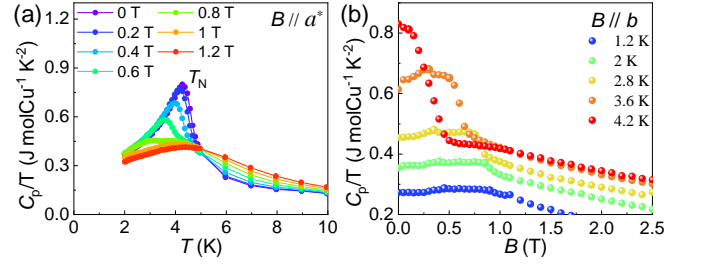 (a)
0 T
0.2 T
0.4 T
0.6 T
0.8 T
1 T
1.2 T
B // a*
T_N
C_p/T (J molCu⁻¹ K⁻²)
1.2
0.9
0.6
0.3
0.0
0 2 4 6 8 10
T (K)
(b)
B // b
1.2 K
2 K
2.8 K
3.6 K
4.2 K
C_p/T (J molCu⁻¹ K⁻²)
0.8
0.6
0.4
0.2
0.0 0.5 1.0 1.5 2.0 2.5
B (T)